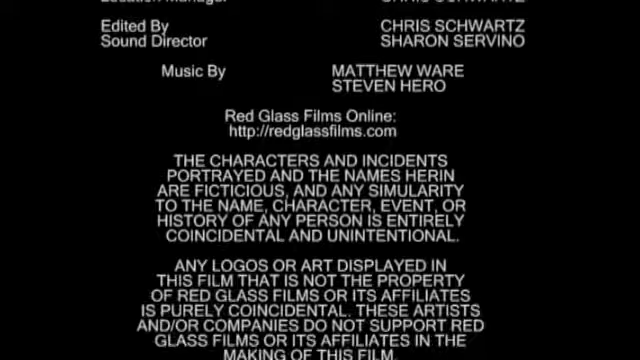 Location Manager CHRIS SCHWARTZ
Edited By CHRIS SCHWARTZ
Sound Director SHARON SERVINO
Music By MATTHEW WARE
STEVEN HERO
Red Glass Films Online:
http://redglassfilms.com
THE CHARACTERS AND INCIDENTS
PORTRAYED AND THE NAMES HERIN
ARE FICTICIOUS, AND ANY SIMULARITY
TO THE NAME, CHARACTER, EVENT, OR
HISTORY OF ANY PERSON IS ENTIRELY
COINCIDENTAL AND UNINTENTIONAL.
ANY LOGOS OR ART DISPLAYED IN
THIS FILM THAT IS NOT THE PROPERTY
OF RED GLASS FILMS OR ITS AFFILIATES
IS PURELY COINCIDENTAL. THESE ARTISTS
AND/OR COMPANIES DO NOT SUPPORT RED
GLASS FILMS OR ITS AFFILIATES IN THE
MAKING OF THIS FILM.